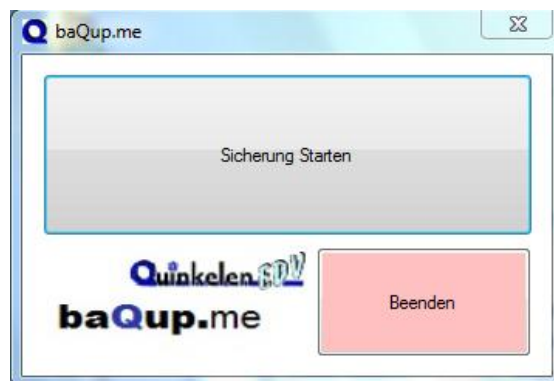 baQup.me
Sicherung Starten
Quinkelen EDV
baQup.me
Beenden